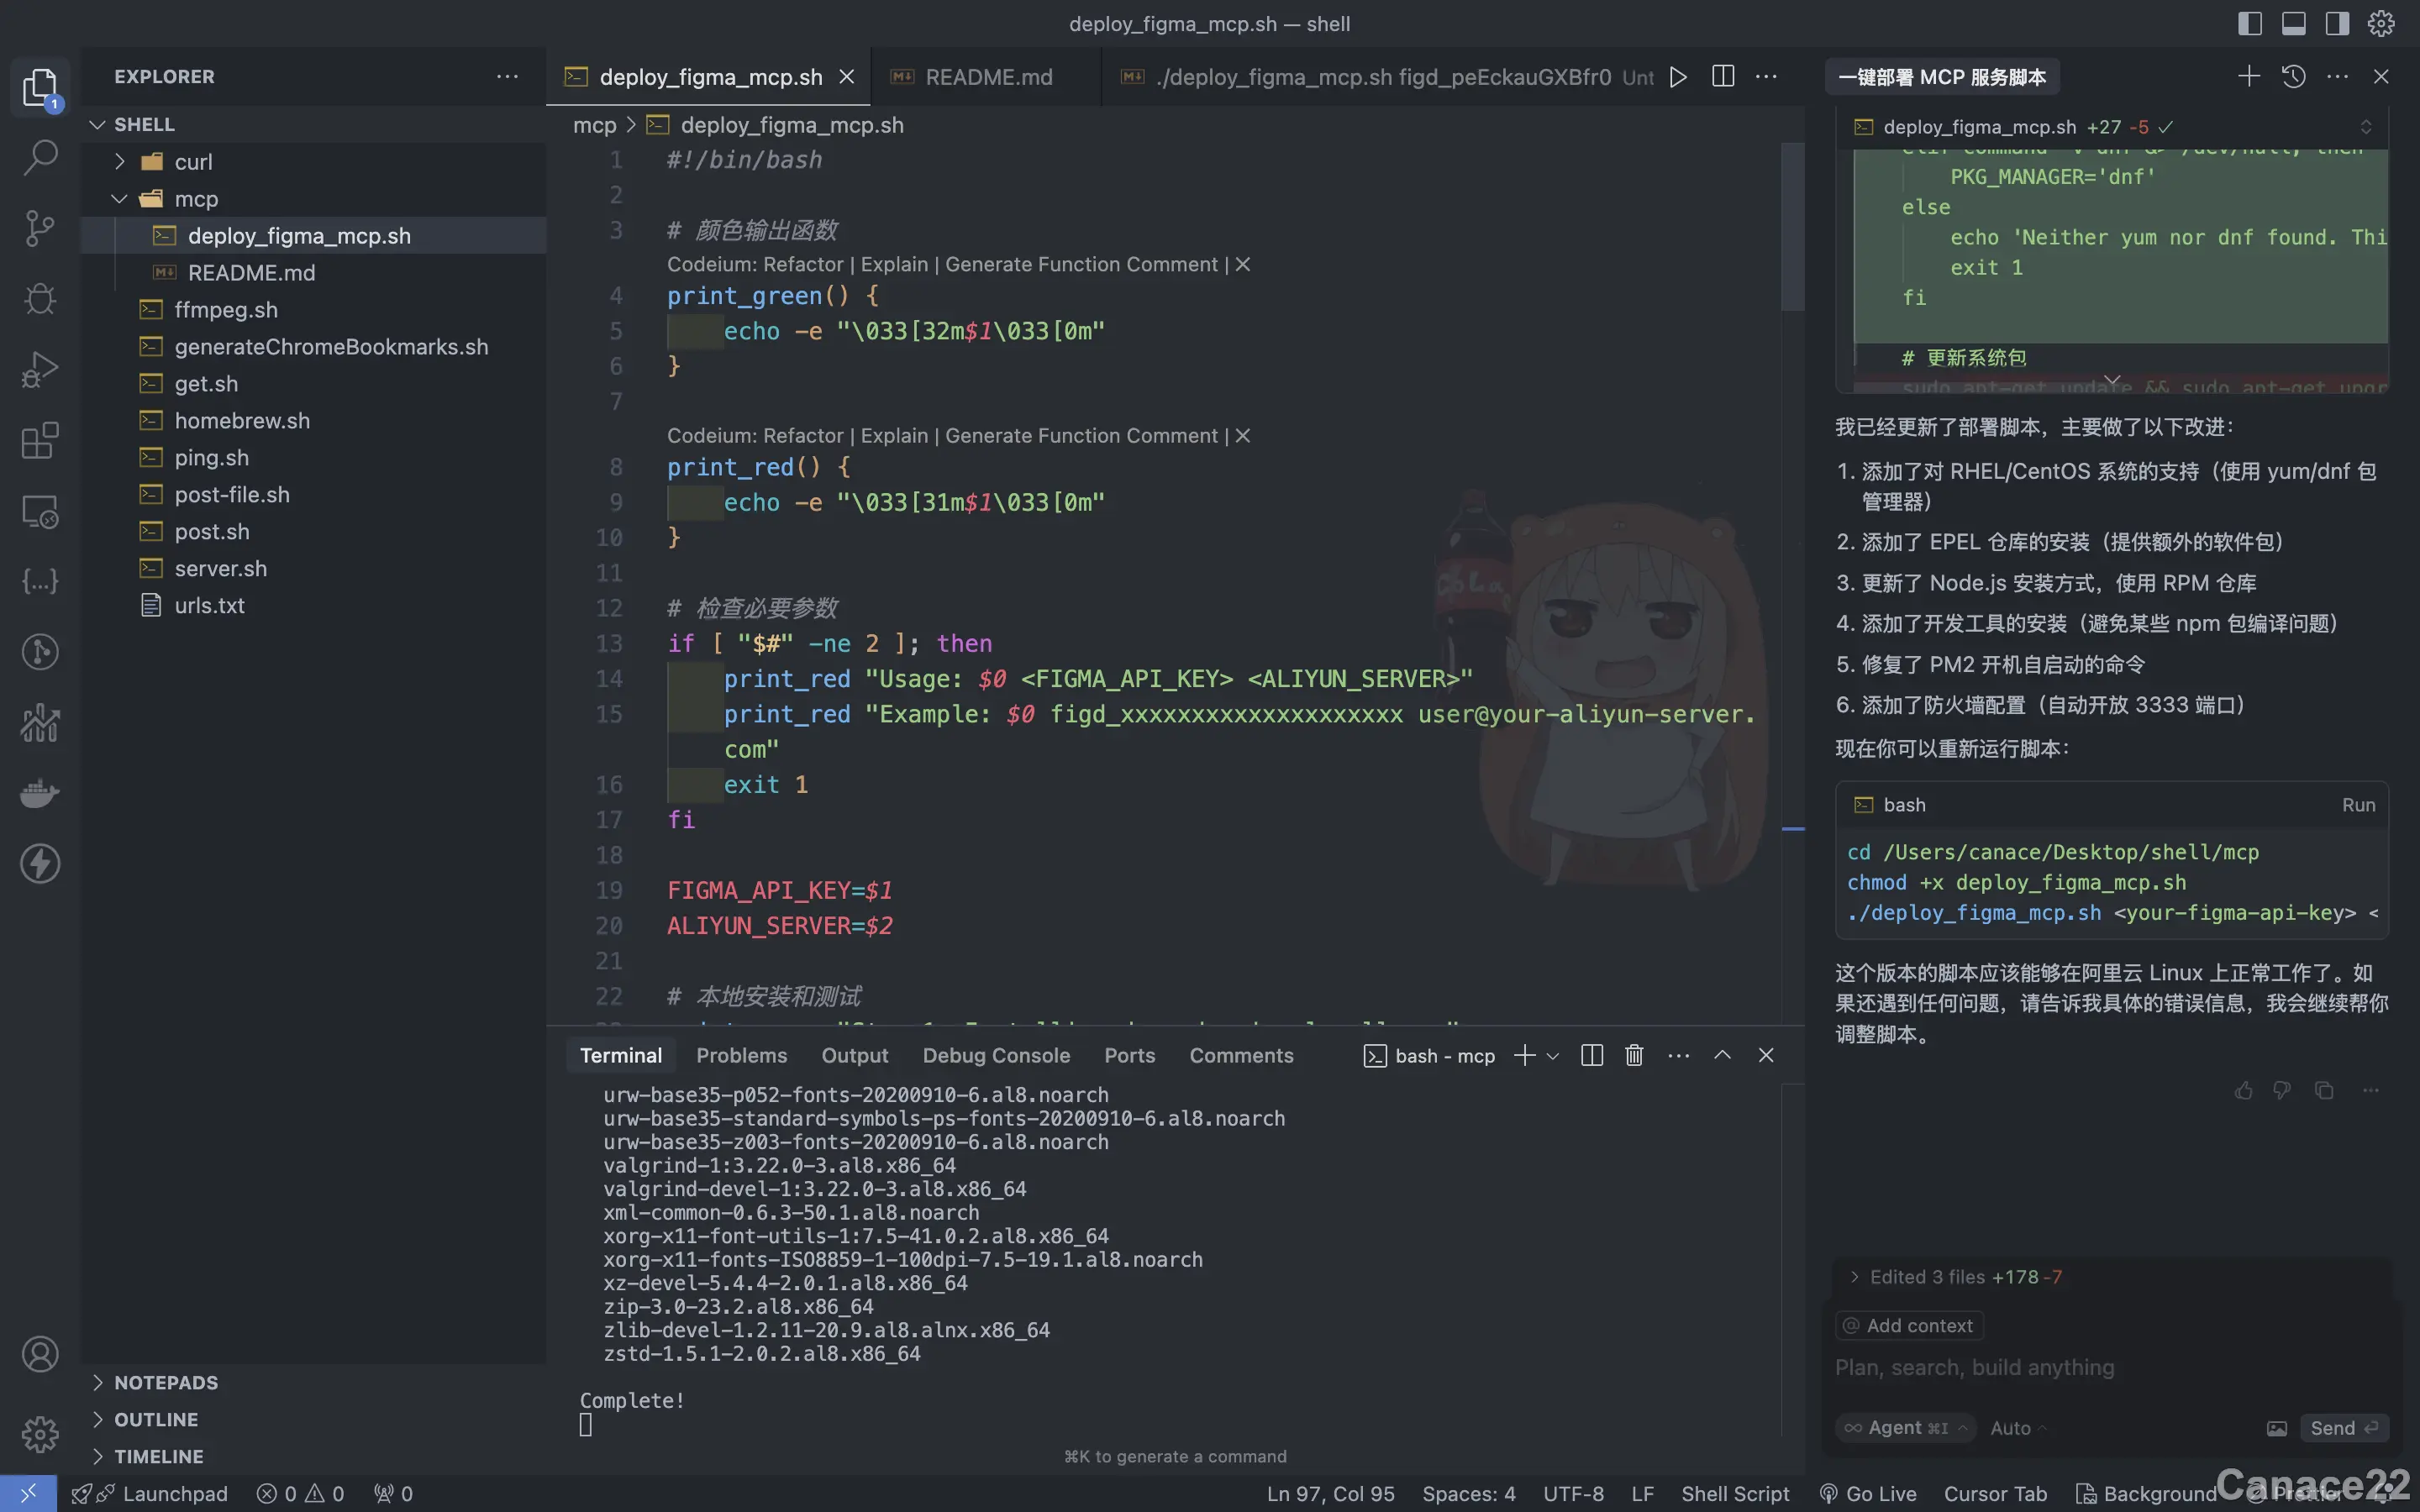 deploy_figma_mcp.sh — shell
1
EXPLORER
SHELL
curl
mcp
deploy_figma_mcp.sh
README.md
ffmpeg.sh
generateChromeBookmarks.sh
get.sh
homebrew.sh
ping.sh
post-file.sh
post.sh
server.sh
urls.txt
NOTEPADS
OUTLINE
TIMELINE
deploy_figma_mcp.sh
README.md
./deploy_figma_mcp.sh figd_peEckauGXBfr0 Unt
mcp > deploy_figma_mcp.sh
1 #!/bin/bash
2
3 # 颜色输出函数
Codeium: Refactor | Explain | Generate Function Comment | ✕
4 print_green() {
5 echo -e "\033[32m$1\033[0m"
6 }
7
Codeium: Refactor | Explain | Generate Function Comment | ✕
8 print_red() {
9 echo -e "\033[31m$1\033[0m"
10 }
11
12 # 检查必要参数
13 if [ "$#" -ne 2 ]; then
14 print_red "Usage: $0 <FIGMA_API_KEY> <ALIYUN_SERVER>"
15 print_red "Example: $0 figd_xxxxxxxxxxxxxxxxxxxx user@your-aliyun-server.
com"
16 exit 1
17 fi
18
19 FIGMA_API_KEY=$1
20 ALIYUN_SERVER=$2
21
22 # 本地安装和测试
CoLa
Terminal Problems Output Debug Console Ports Comments
bash - mcp
urw-base35-p052-fonts-20200910-6.al8.noarch
urw-base35-standard-symbols-ps-fonts-20200910-6.al8.noarch
urw-base35-z003-fonts-20200910-6.al8.noarch
valgrind-1:3.22.0-3.al8.x86_64
valgrind-devel-1:3.22.0-3.al8.x86_64
xml-common-0.6.3-50.1.al8.noarch
xorg-x11-font-utils-1:7.5-41.0.2.al8.x86_64
xorg-x11-fonts-ISO8859-1-100dpi-7.5-19.1.al8.noarch
xz-devel-5.4.4-2.0.1.al8.x86_64
zip-3.0-23.2.al8.x86_64
zlib-devel-1.2.11-20.9.al8.alnx.x86_64
zstd-1.5.1-2.0.2.al8.x86_64
Complete!
⌘K to generate a command
一键部署 MCP 服务脚本
deploy_figma_mcp.sh +27 -5 ✓
PKG_MANAGER='dnf'
else
echo 'Neither yum nor dnf found. Thi
exit 1
fi
# 更新系统包
sudo apt-get update && sudo apt-get upgr
我已经更新了部署脚本，主要做了以下改进：
1. 添加了对 RHEL/CentOS 系统的支持（使用 yum/dnf 包
管理器）
2. 添加了 EPEL 仓库的安装（提供额外的软件包）
3. 更新了 Node.js 安装方式，使用 RPM 仓库
4. 添加了开发工具的安装（避免某些 npm 包编译问题）
5. 修复了 PM2 开机自启动的命令
6. 添加了防火墙配置（自动开放 3333 端口）
现在你可以重新运行脚本：
bash
Run
cd /Users/canace/Desktop/shell/mcp
chmod +x deploy_figma_mcp.sh
./deploy_figma_mcp.sh <your-figma-api-key> <
这个版本的脚本应该能够在阿里云 Linux 上正常工作了。如
果还遇到任何问题，请告诉我具体的错误信息，我会继续帮你
调整脚本。
Edited 3 files +178 -7
@ Add context
Plan, search, build anything
Agent ⌘I
Auto
Send
Launchpad
0
0
0
Ln 97, Col 95
Spaces: 4
UTF-8
LF
Shell Script
Go Live
Cursor Tab
Background
Prettier
Canace22